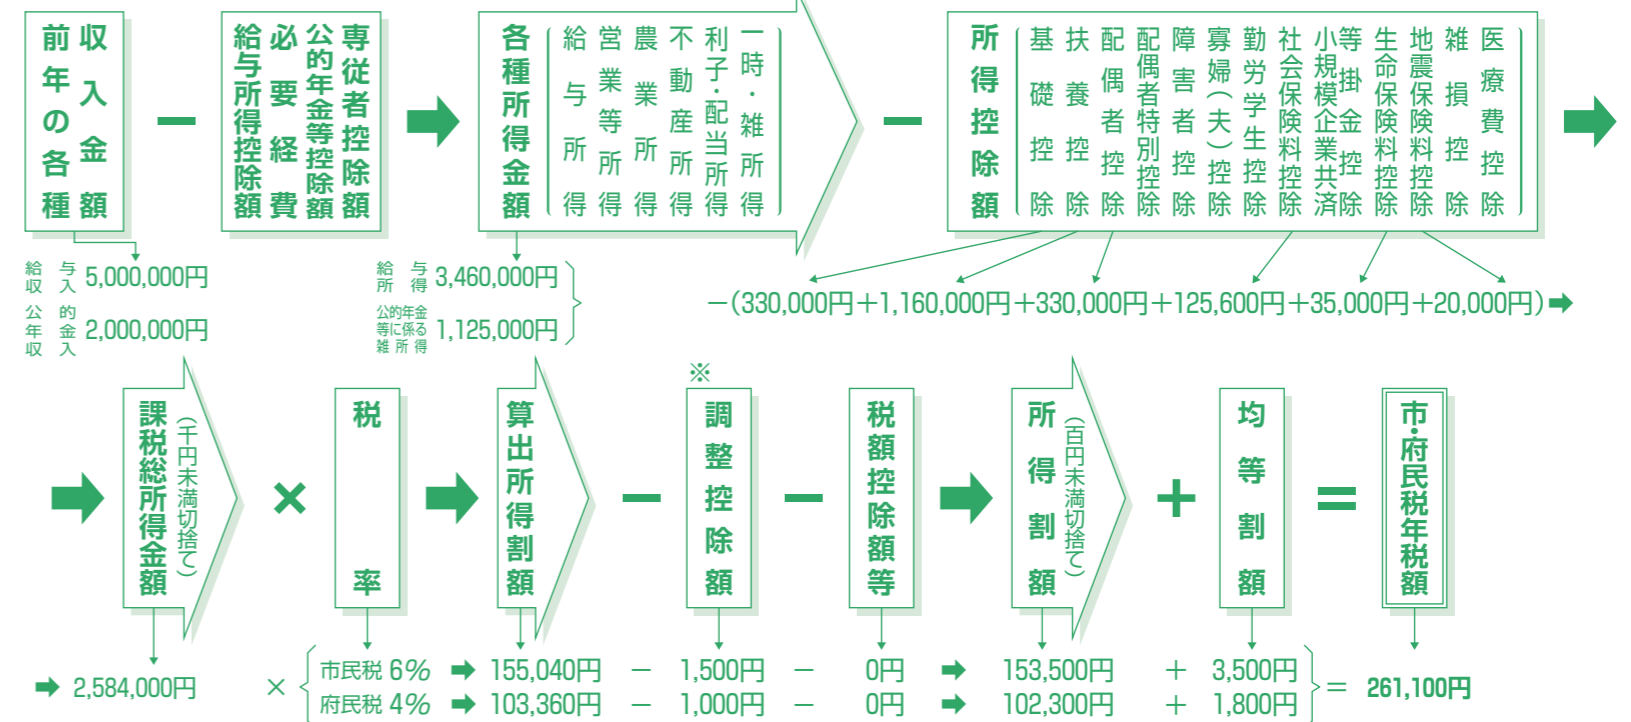 前年の各種
収入金額
－
給与所得控除額
必要経費
公的年金等控除額
専従者控除額
各種所得金額
給与所得
営業等所得
農業所得
不動産所得
利子・配当所得
一時・雑所得
－
所得控除額
基礎控除
扶養控除
配偶者控除
配偶者特別控除
障害者控除
寡婦(夫)控除
勤労学生控除
社会保険料控除
小規模企業共済
等掛金控除
生命保険料控除
地震保険料控除
雑損控除
医療費控除
給与
収入
5,000,000円
公的
年金
収入
2,000,000円
給与
所得
3,460,000円
公的年金
等に係る
雑所得
1,125,000円
－(330,000円＋1,160,000円＋330,000円＋125,600円＋35,000円＋20,000円)
課税総所得金額
(千円未満切捨て)
×
税率
算出所得割額
－
※
調整控除額
－
税額控除額等
所得割額
(百円未満切捨て)
＋
均等割額
＝
市・府民税年税額
2,584,000円 ×
市民税 6% 155,040円 － 1,500円 － 0円 153,500円 ＋ 3,500円
府民税 4% 103,360円 － 1,000円 － 0円 102,300円 ＋ 1,800円
＝ 261,100円